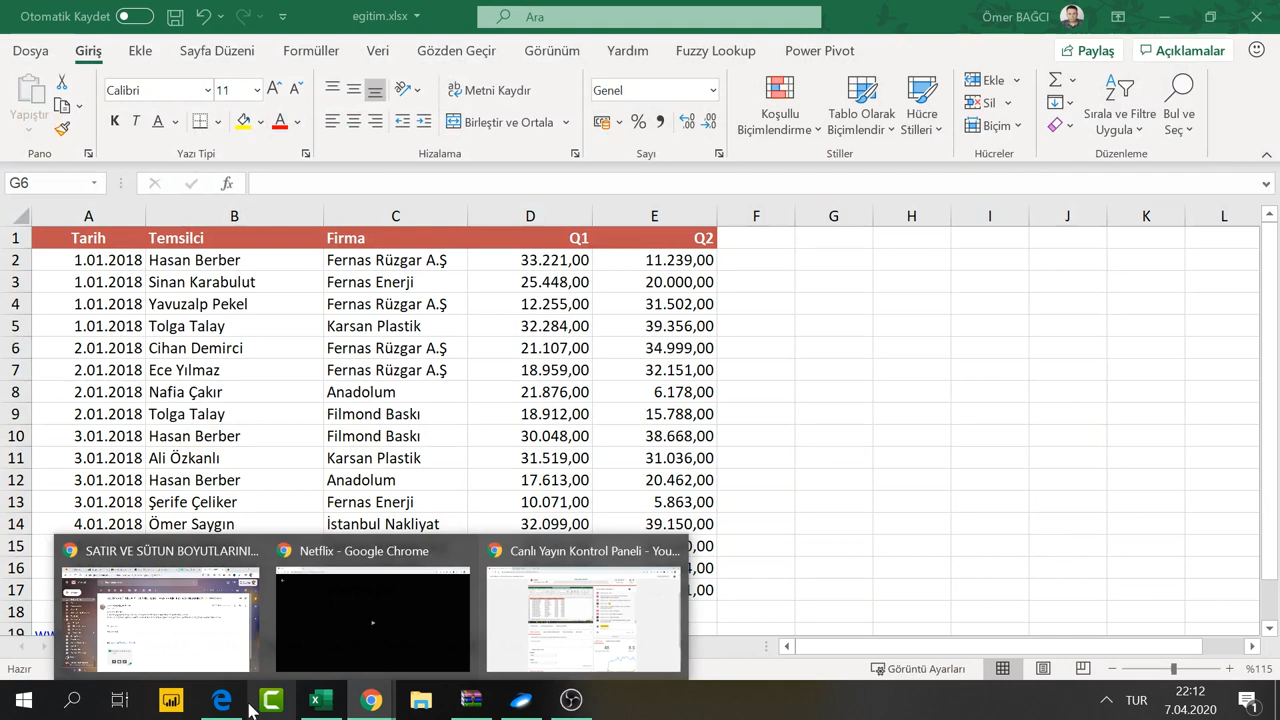 Otomatik Kaydet
egitim.xlsx
Ara
Ömer BAĞCI
Dosya Giriş Ekle Sayfa Düzeni Formüller Veri Gözden Geçir Görünüm Yardım Fuzzy Lookup Power Pivot Paylaş Açıklamalar
Yapıştır
Calibri 11
K T A
A
Metni Kaydır
Birleştir ve Ortala
Genel
%
Koşullu Biçimlendirme
Tablo Olarak Biçimlendir
Hücre Stilleri
Ekle
Sil
Biçim
Sırala ve Filtre Uygula
Bul ve Seç
Pano Yazı Tipi Hizalama Sayı Stiller Hücreler Düzenleme
G6 fx
A B C D E F G H I J K L
1 Tarih Temsilci Firma Q1 Q2
2 1.01.2018 Hasan Berber Fernas Rüzgar A.Ş 33.221,00 11.239,00
3 1.01.2018 Sinan Karabulut Fernas Enerji 25.448,00 20.000,00
4 1.01.2018 Yavuzalp Pekel Fernas Rüzgar A.Ş 12.255,00 31.502,00
5 1.01.2018 Tolga Talay Karsan Plastik 32.284,00 39.356,00
6 2.01.2018 Cihan Demirci Fernas Rüzgar A.Ş 21.107,00 34.999,00
7 2.01.2018 Ece Yılmaz Fernas Rüzgar A.Ş 18.959,00 32.151,00
8 2.01.2018 Nafia Çakır Anadolum 21.876,00 6.178,00
9 2.01.2018 Tolga Talay Filmond Baskı 18.912,00 15.788,00
10 3.01.2018 Hasan Berber Filmond Baskı 30.048,00 38.668,00
11 3.01.2018 Ali Özkanlı Karsan Plastik 31.519,00 31.036,00
12 3.01.2018 Hasan Berber Anadolum 17.613,00 20.462,00
13 3.01.2018 Şerife Çeliker Fernas Enerji 10.071,00 5.863,00
14 4.01.2018 Ömer Saygın İstanbul Nakliyat 32.099,00 39.150,00
15
16
17
18
19
SATIR VE SÜTUN BOYUTLARINI...
Netflix - Google Chrome
Canlı Yayın Kontrol Paneli - You...
Hazır
Görüntü Ayarları
%115
TUR
22:12
7.04.2020
1